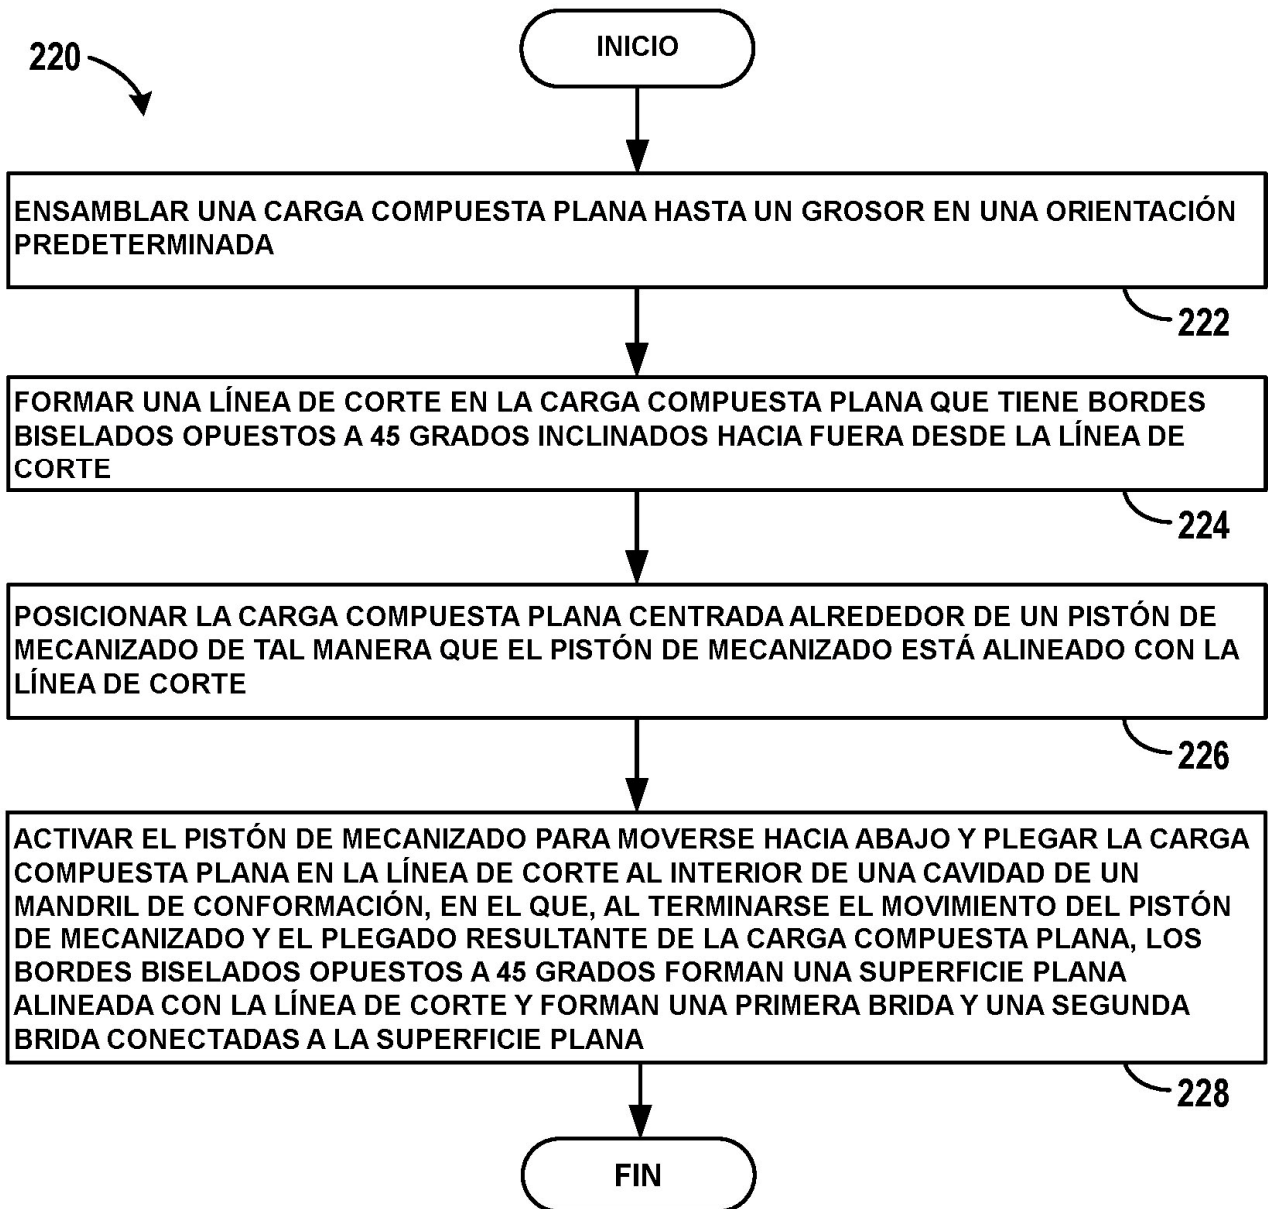 INICIO
220
ENSAMBLAR UNA CARGA COMPUESTA PLANA HASTA UN GROSOR EN UNA ORIENTACIÓN
PREDETERMINADA
222
FORMAR UNA LÍNEA DE CORTE EN LA CARGA COMPUESTA PLANA QUE TIENE BORDES
BISELADOS OPUESTOS A 45 GRADOS INCLINADOS HACIA FUERA DESDE LA LÍNEA DE
CORTE
224
POSICIONAR LA CARGA COMPUESTA PLANA CENTRADA ALREDEDOR DE UN PISTÓN DE
MECANIZADO DE TAL MANERA QUE EL PISTÓN DE MECANIZADO ESTÁ ALINEADO CON LA
LÍNEA DE CORTE
226
ACTIVAR EL PISTÓN DE MECANIZADO PARA MOVERSE HACIA ABAJO Y PLEGAR LA CARGA
COMPUESTA PLANA EN LA LÍNEA DE CORTE AL INTERIOR DE UNA CAVIDAD DE UN
MANDRIL DE CONFORMACIÓN, EN EL QUE, AL TERMINARSE EL MOVIMIENTO DEL PISTÓN
DE MECANIZADO Y EL PLEGADO RESULTANTE DE LA CARGA COMPUESTA PLANA, LOS
BORDES BISELADOS OPUESTOS A 45 GRADOS FORMAN UNA SUPERFICIE PLANA
ALINEADA CON LA LÍNEA DE CORTE Y FORMAN UNA PRIMERA BRIDA Y UNA SEGUNDA
BRIDA CONECTADAS A LA SUPERFICIE PLANA
228
FIN